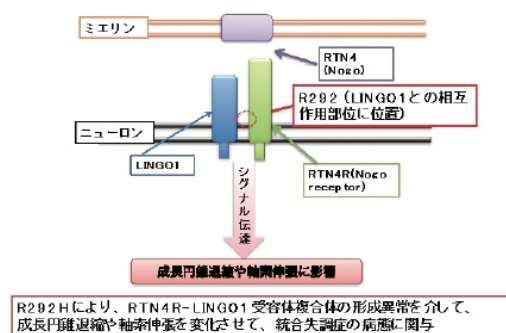 ミエリン
RTN4
(Nogo)
R292（LINGO1との相互
作用部位に位置）
ニューロン
LINGO1
RTN4R(Nogo
receptor)
シグナル伝達
成長円錐退縮や軸索伸張に影響
R292Hにより、RTN4R-LINGO1受容体複合体の形成異常を介して、
成長円錐退縮や軸索伸張を変化させて、統合失調症の病態に関与